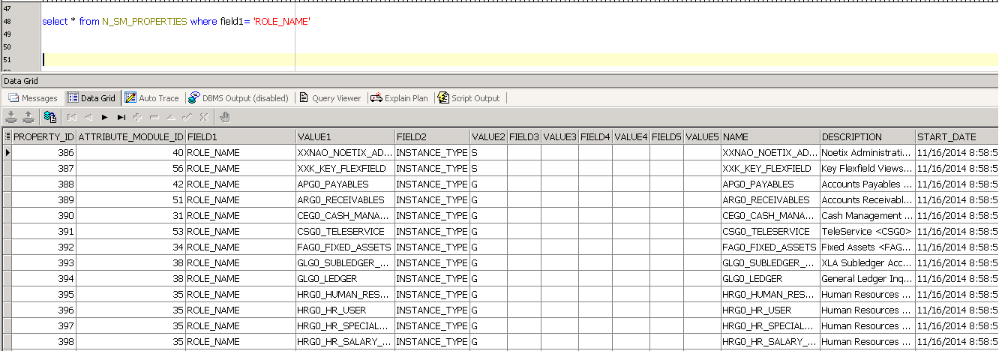 47
48 select * from N_SM_PROPERTIES where field1= 'ROLE_NAME'
49
50
51
Data Grid
Messages Data Grid Auto Trace DBMS Output (disabled) Query Viewer Explain Plan Script Output
PROPERTY_ID ATTRIBUTE_MODULE_ID FIELD1 VALUE1 FIELD2 VALUE2 FIELD3 VALUE3 FIELD4 VALUE4 FIELD5 VALUE5 NAME DESCRIPTION START_DATE
386 40 ROLE_NAME XXNAO_NOETIX_AD... INSTANCE_TYPE S XXNAO_NOETIX_AD... Noetix Administrati... 11/16/2014 8:58:5
387 56 ROLE_NAME XXK_KEY_FLEXFIELD INSTANCE_TYPE S XXK_KEY_FLEXFIELD Key Flexfield Views... 11/16/2014 8:58:5
388 42 ROLE_NAME APG0_PAYABLES INSTANCE_TYPE G APG0_PAYABLES Accounts Payables ... 11/16/2014 8:58:5
389 51 ROLE_NAME ARG0_RECEIVABLES INSTANCE_TYPE G ARG0_RECEIVABLES Accounts Receivabl... 11/16/2014 8:58:5
390 31 ROLE_NAME CEG0_CASH_MANA... INSTANCE_TYPE G CEG0_CASH_MANA... Cash Management ... 11/16/2014 8:58:5
391 53 ROLE_NAME CSG0_TELESERVICE INSTANCE_TYPE G CSG0_TELESERVICE TeleService <CSG0> 11/16/2014 8:58:5
392 34 ROLE_NAME FAG0_FIXED_ASSETS INSTANCE_TYPE G FAG0_FIXED_ASSETS Fixed Assets <FAG... 11/16/2014 8:58:5
393 38 ROLE_NAME GLG0_SUBLEDGER_... INSTANCE_TYPE G GLG0_SUBLEDGER_... XLA Subledger Acc... 11/16/2014 8:58:5
394 38 ROLE_NAME GLG0_LEDGER INSTANCE_TYPE G GLG0_LEDGER General Ledger Inq... 11/16/2014 8:58:5
395 35 ROLE_NAME HRG0_HUMAN_RES... INSTANCE_TYPE G HRG0_HUMAN_RES... Human Resources ... 11/16/2014 8:58:5
396 35 ROLE_NAME HRG0_HR_USER INSTANCE_TYPE G HRG0_HR_USER Human Resources ... 11/16/2014 8:58:5
397 35 ROLE_NAME HRG0_HR_SPECIAL... INSTANCE_TYPE G HRG0_HR_SPECIAL... Human Resources ... 11/16/2014 8:58:5
398 35 ROLE_NAME HRG0_HR_SALARY_... INSTANCE_TYPE G HRG0_HR_SALARY_... Human Resources ... 11/16/2014 8:58:5